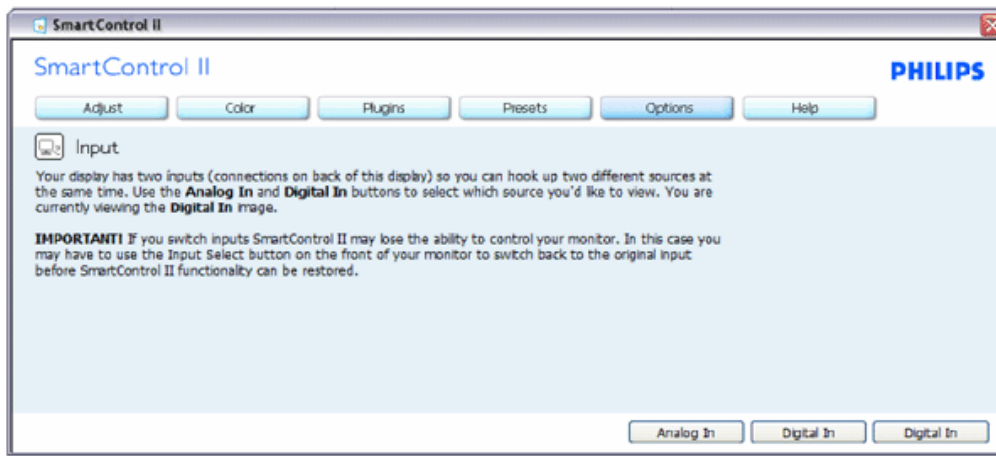 SmartControl II
SmartControl II
PHILIPS
Adjust
Color
Plugins
Presets
Options
Help
Input
Your display has two inputs (connections on back of this display) so you can hook up two different sources at
the same time. Use the Analog In and Digital In buttons to select which source you'd like to view. You are
currently viewing the Digital In image.
IMPORTANT! If you switch inputs SmartControl II may lose the ability to control your monitor. In this case you
may have to use the Input Select button on the front of your monitor to switch back to the original input
before SmartControl II functionality can be restored.
Analog In
Digital In
Digital In